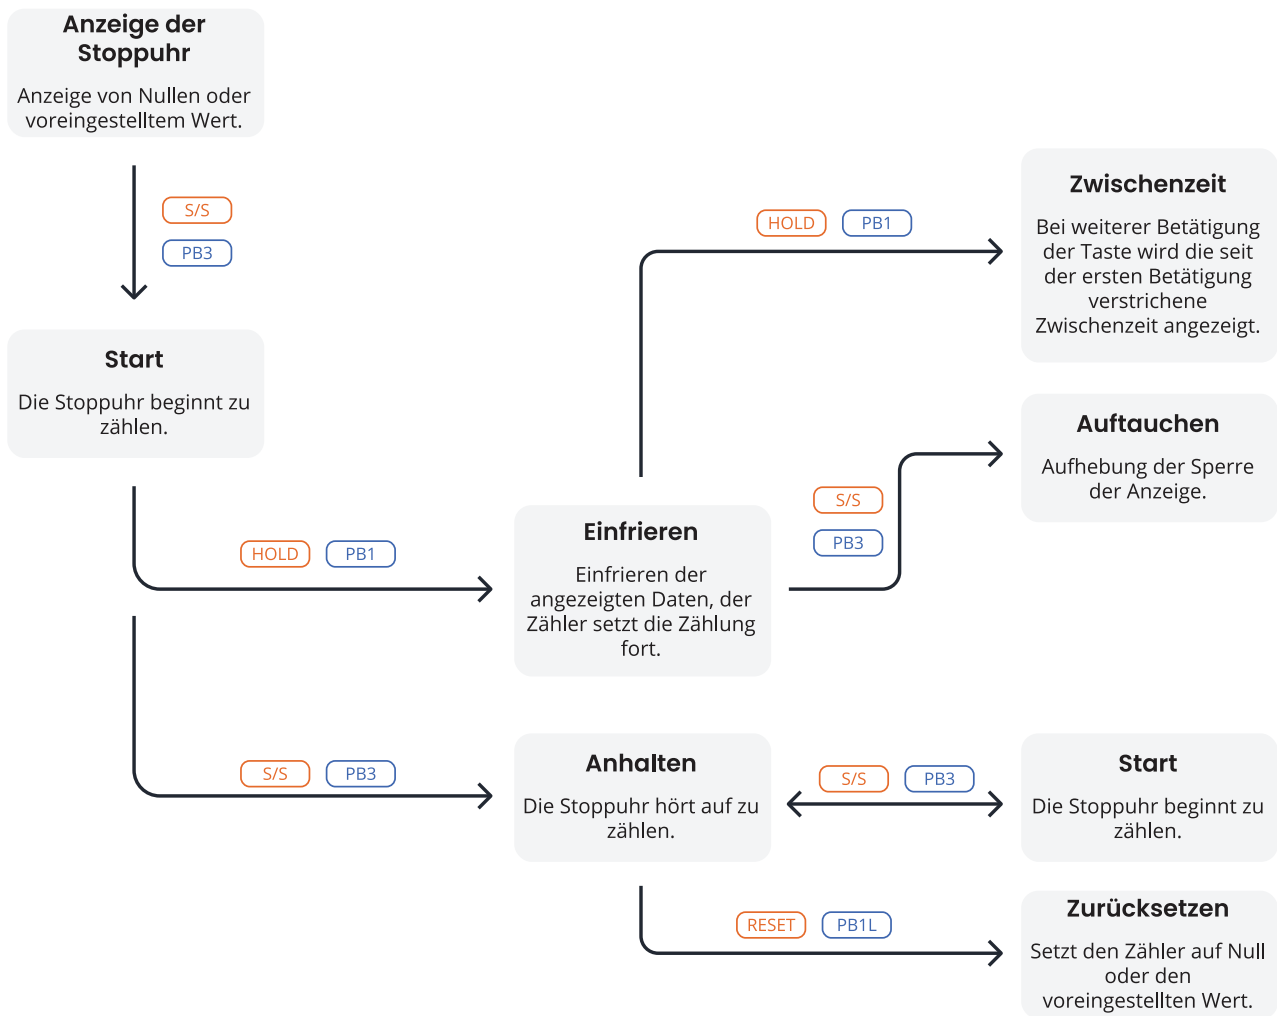 Anzeige der
Stoppuhr
Anzeige von Nullen oder
voreingestelltem Wert.
S/S
PB3
Start
Die Stoppuhr beginnt zu
zählen.
HOLD PB1
Zwischenzeit
Bei weiterer Betätigung
der Taste wird die seit
der ersten Betätigung
verstrichene
Zwischenzeit angezeigt.
HOLD PB1
Einfrieren
Einfrieren der
angezeigten Daten, der
Zähler setzt die Zählung
fort.
S/S
PB3
Auftauchen
Aufhebung der Sperre
der Anzeige.
S/S PB3
Anhalten
Die Stoppuhr hört auf zu
zählen.
S/S PB3
Start
Die Stoppuhr beginnt zu
zählen.
RESET PB1L
Zurücksetzen
Setzt den Zähler auf Null
oder den
voreingestellten Wert.